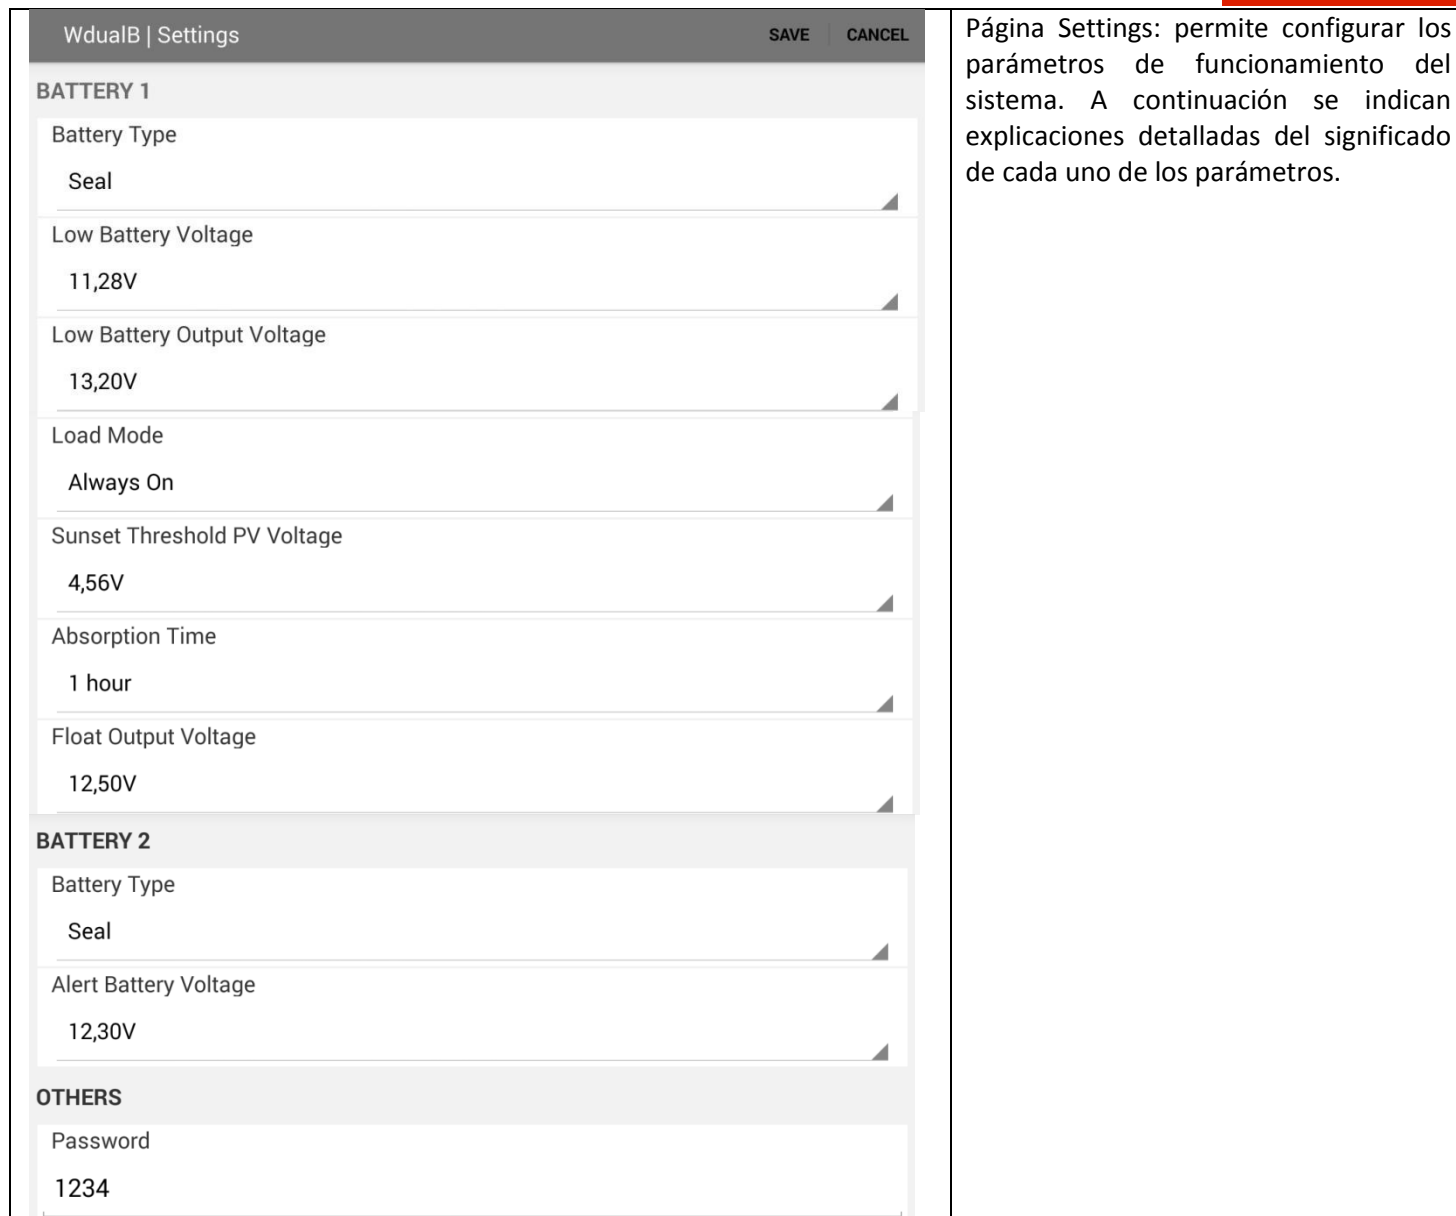 WdualB | Settings SAVE CANCEL
BATTERY 1
Battery Type
Seal
Low Battery Voltage
11,28V
Low Battery Output Voltage
13,20V
Load Mode
Always On
Sunset Threshold PV Voltage
4,56V
Absorption Time
1 hour
Float Output Voltage
12,50V
BATTERY 2
Battery Type
Seal
Alert Battery Voltage
12,30V
OTHERS
Password
1234
Página Settings: permite configurar los
parámetros de funcionamiento del
sistema. A continuación se indican
explicaciones detalladas del significado
de cada uno de los parámetros.